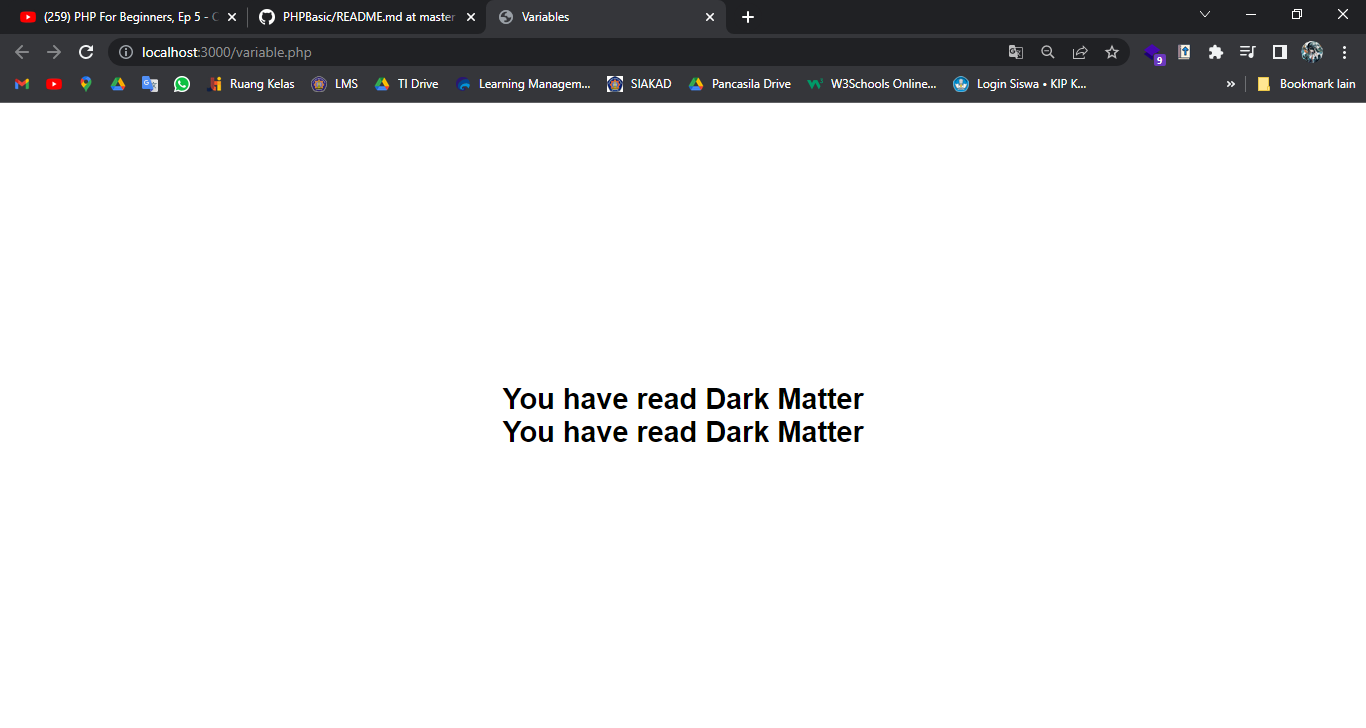 (259) PHP For Beginners, Ep 5 - C
PHPBasic/README.md at master
Variables
localhost:3000/variable.php
9
Ruang Kelas
LMS
TI Drive
Learning Managem...
SIAKAD
Pancasila Drive
W3Schools Online...
Login Siswa • KIP K...
»
Bookmark lain
You have read Dark Matter
You have read Dark Matter